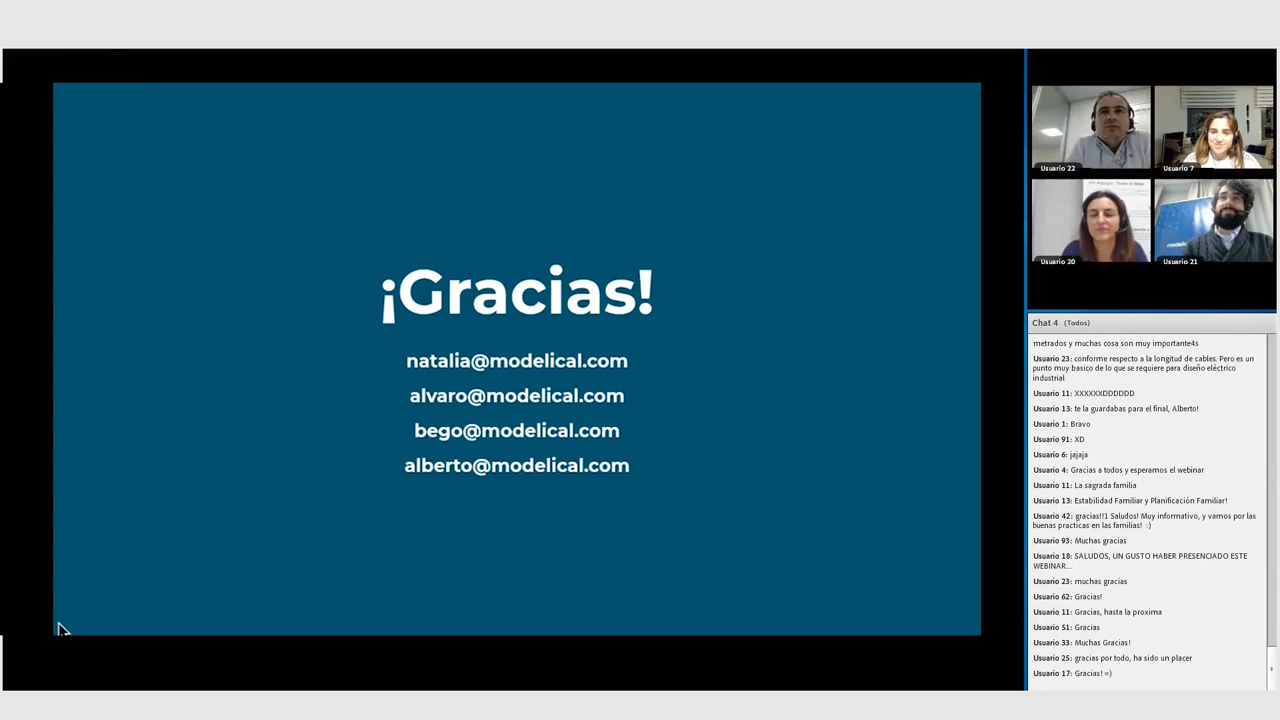 ¡Gracias!
natalia@modelical.com
alvaro@modelical.com
bego@modelical.com
alberto@modelical.com
Usuario 22
Usuario 7
Usuario 20
Usuario 21
Chat 4 (Todos)
metrados y muchas cosa son muy importante4s
Usuario 23: conforme respecto a la longitud de cables. Pero es un
punto muy basico de lo que se requiere para diseño eléctrico
industrial
Usuario 11: XXXXXXDDDDDD
Usuario 13: te la guardabas para el final, Alberto!
Usuario 1: Bravo
Usuario 91: XD
Usuario 6: jajaja
Usuario 4: Gracias a todos y esperamos el webinar
Usuario 11: La sagrada familia
Usuario 13: Estabilidad Familiar y Planificación Familiar!
Usuario 42: gracias!!1 Saludos! Muy informativo, y vamos por las
buenas practicas en las familias! :)
Usuario 93: Muchas gracias
Usuario 18: SALUDOS, UN GUSTO HABER PRESENCIADO ESTE
WEBINAR...
Usuario 23: muchas gracias
Usuario 62: Gracias!
Usuario 11: Gracias, hasta la proxima
Usuario 51: Gracias
Usuario 33: Muchas Gracias!
Usuario 25: gracias por todo, ha sido un placer
Usuario 17: Gracias! =)